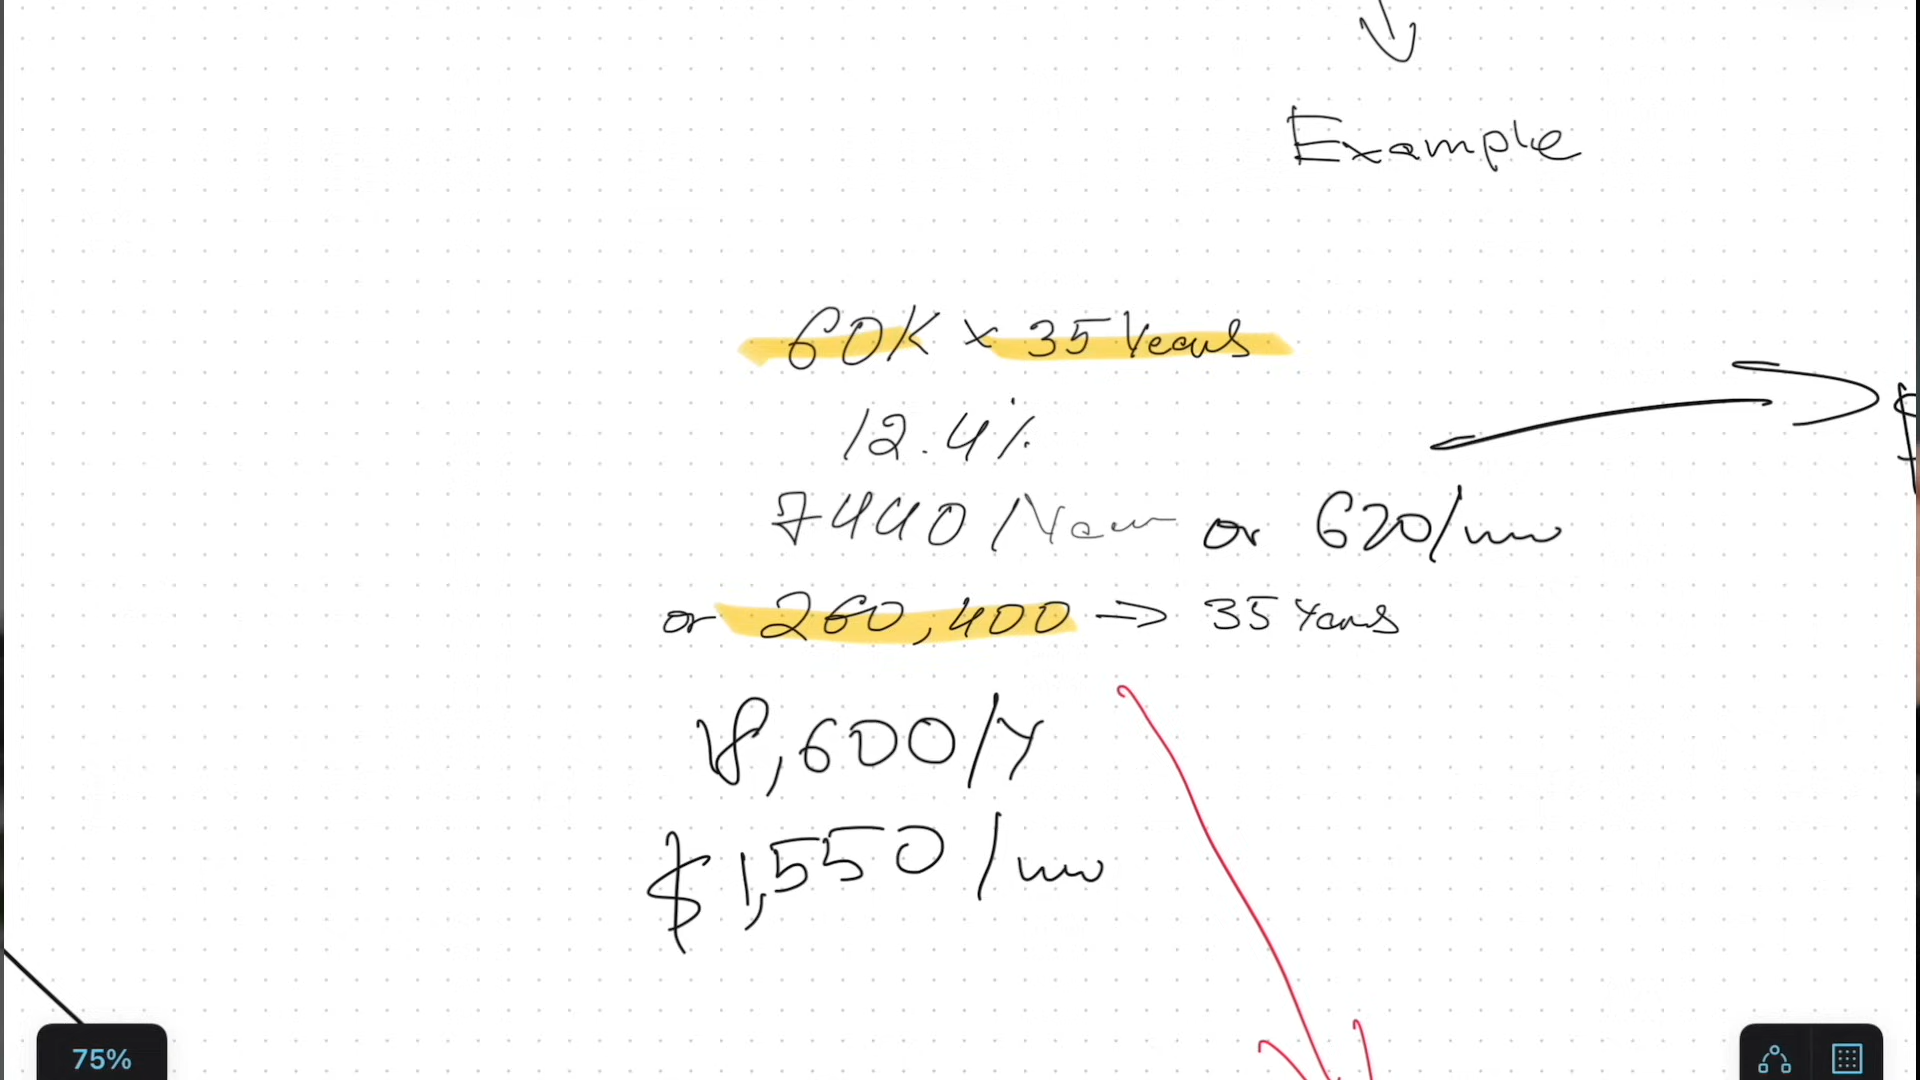 Example
60K × 35 Years
12.4%
7440 / Year or 620/mo
or 260,400 => 35 Years
18,600/Y
$1,550/mo
$
75%